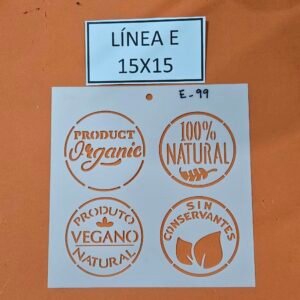 LÍNEA E
15X15
E-99
PRODUCT
Organic
100%
NATURAL
PRODUTO
VEGANO
NATURAL
SIN
CONSERVANTES